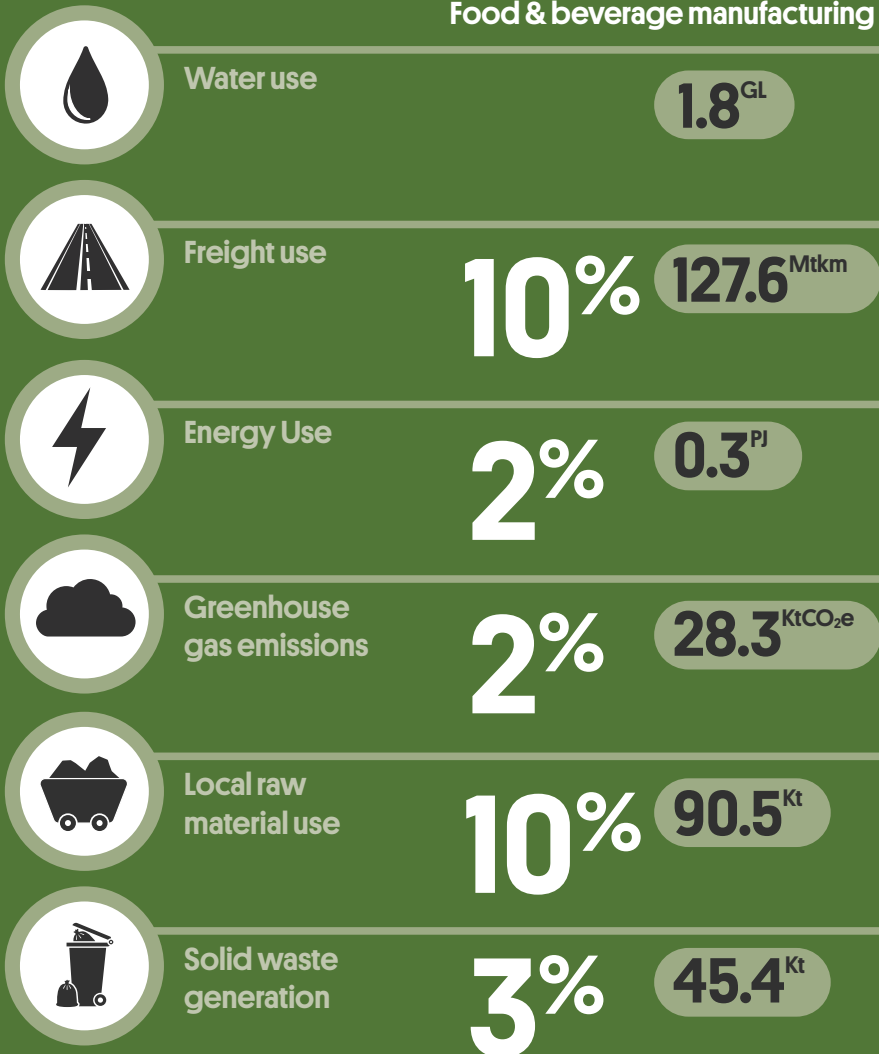 Food & beverage manufacturing
Water use
1.8GL
Freight use
10%
127.6Mtkm
Energy Use
2%
0.3PJ
Greenhouse
gas emissions
2%
28.3KtCO₂e
Local raw
material use
10%
90.5Kt
Solid waste
generation
3%
45.4Kt